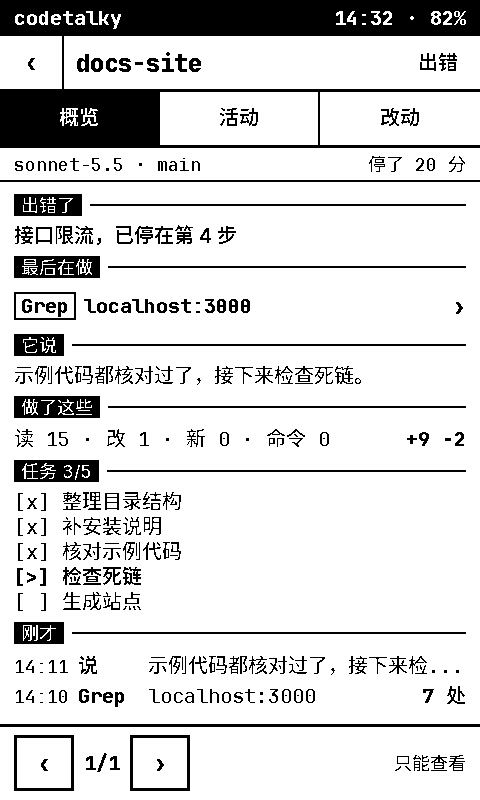 codetalky 14:32 · 82%
‹ docs-site 出错
概览 活动 改动
sonnet-5.5 · main 停了 20 分
出错了
接口限流，已停在第 4 步
最后在做
Grep localhost:3000 ›
它说
示例代码都核对过了，接下来检查死链。
做了这些
读 15 · 改 1 · 新 0 · 命令 0 +9 -2
任务 3/5
[x] 整理目录结构
[x] 补安装说明
[x] 核对示例代码
[>] 检查死链
[ ] 生成站点
刚才
14:11 说 示例代码都核对过了，接下来检...
14:10 Grep localhost:3000 7 处
‹ 1/1 › 只能查看